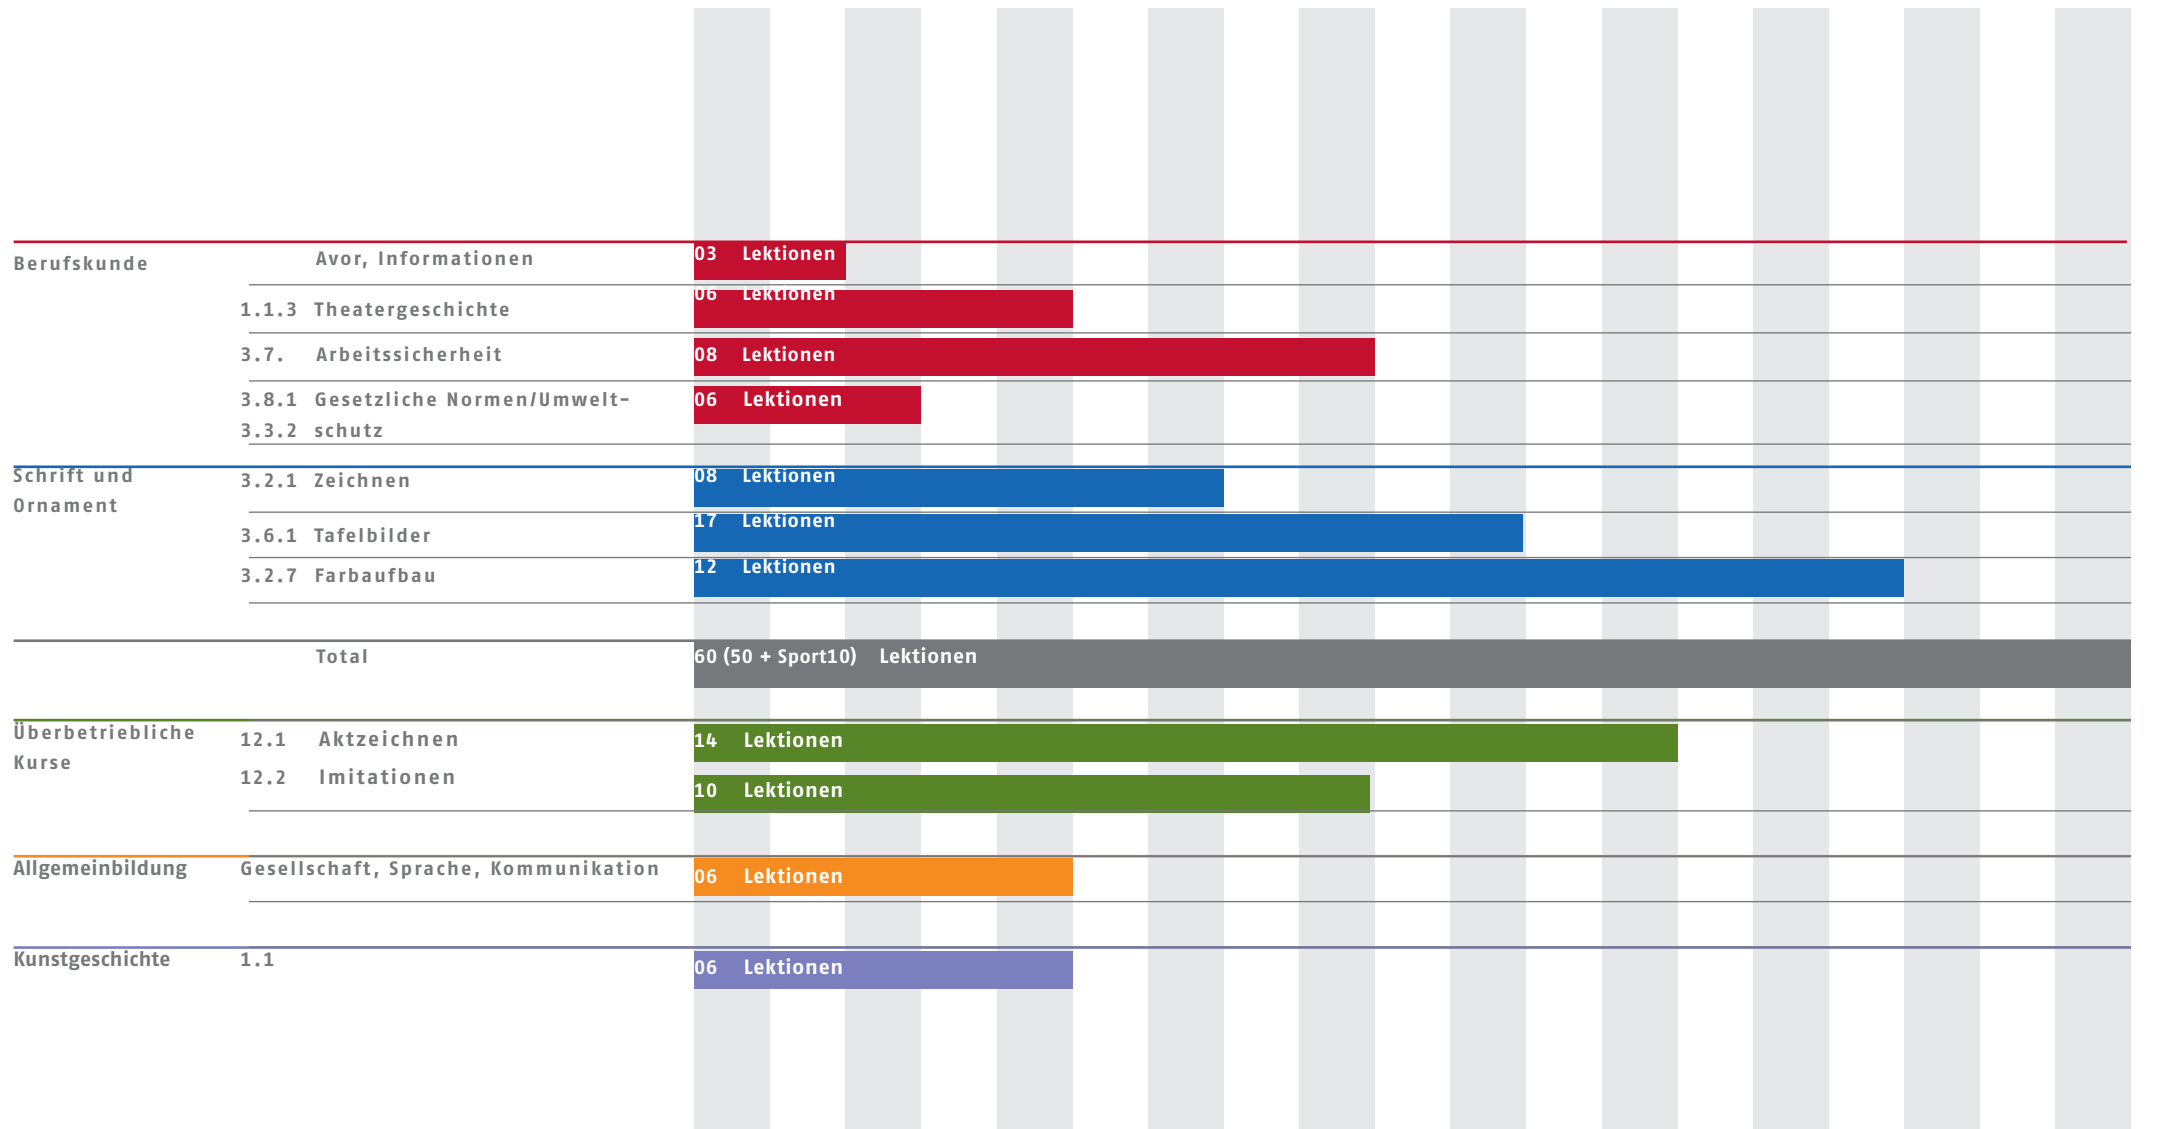 Berufskunde Avor, Informationen 03 Lektionen
1.1.3 Theatergeschichte 06 Lektionen
3.7. Arbeitssicherheit 08 Lektionen
3.8.1 Gesetzliche Normen/Umwelt- 06 Lektionen
3.3.2 schutz
Schrift und 3.2.1 Zeichnen 08 Lektionen
Ornament
3.6.1 Tafelbilder 17 Lektionen
3.2.7 Farbaufbau 12 Lektionen
Total 60 (50 + Sport10) Lektionen
Überbetriebliche 12.1 Aktzeichnen 14 Lektionen
Kurse
12.2 Imitationen 10 Lektionen
Allgemeinbildung Gesellschaft, Sprache, Kommunikation 06 Lektionen
Kunstgeschichte 1.1 06 Lektionen